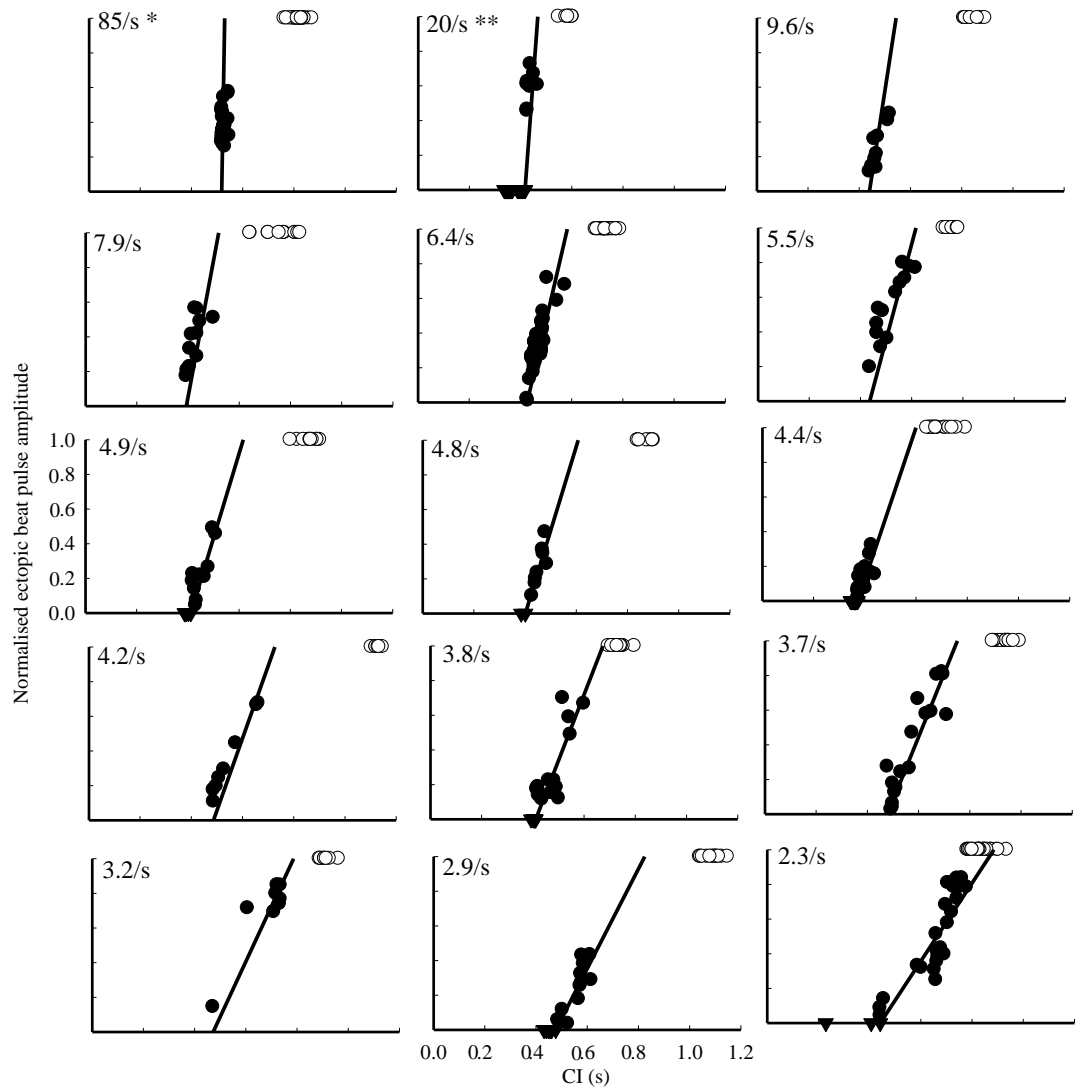 85/s *
20/s **
9.6/s
7.9/s
6.4/s
5.5/s
Normalised ectopic beat pulse amplitude
4.9/s
1.0
0.8
0.6
0.4
0.2
0.0
4.8/s
4.4/s
4.2/s
3.8/s
3.7/s
3.2/s
2.9/s
2.3/s
0.0 0.2 0.4 0.6 0.8 1.0 1.2
CI (s)